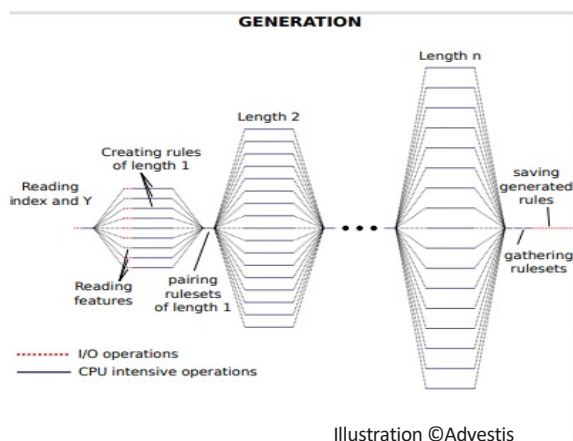 GENERATION
Length n
Length 2
Creating rules
of length 1
Reading
index and Y
saving
generated
rules
Reading
features
pairing
rulesets
of length 1
gathering
rulesets
I/O operations
CPU intensive operations
Illustration ©Advestis